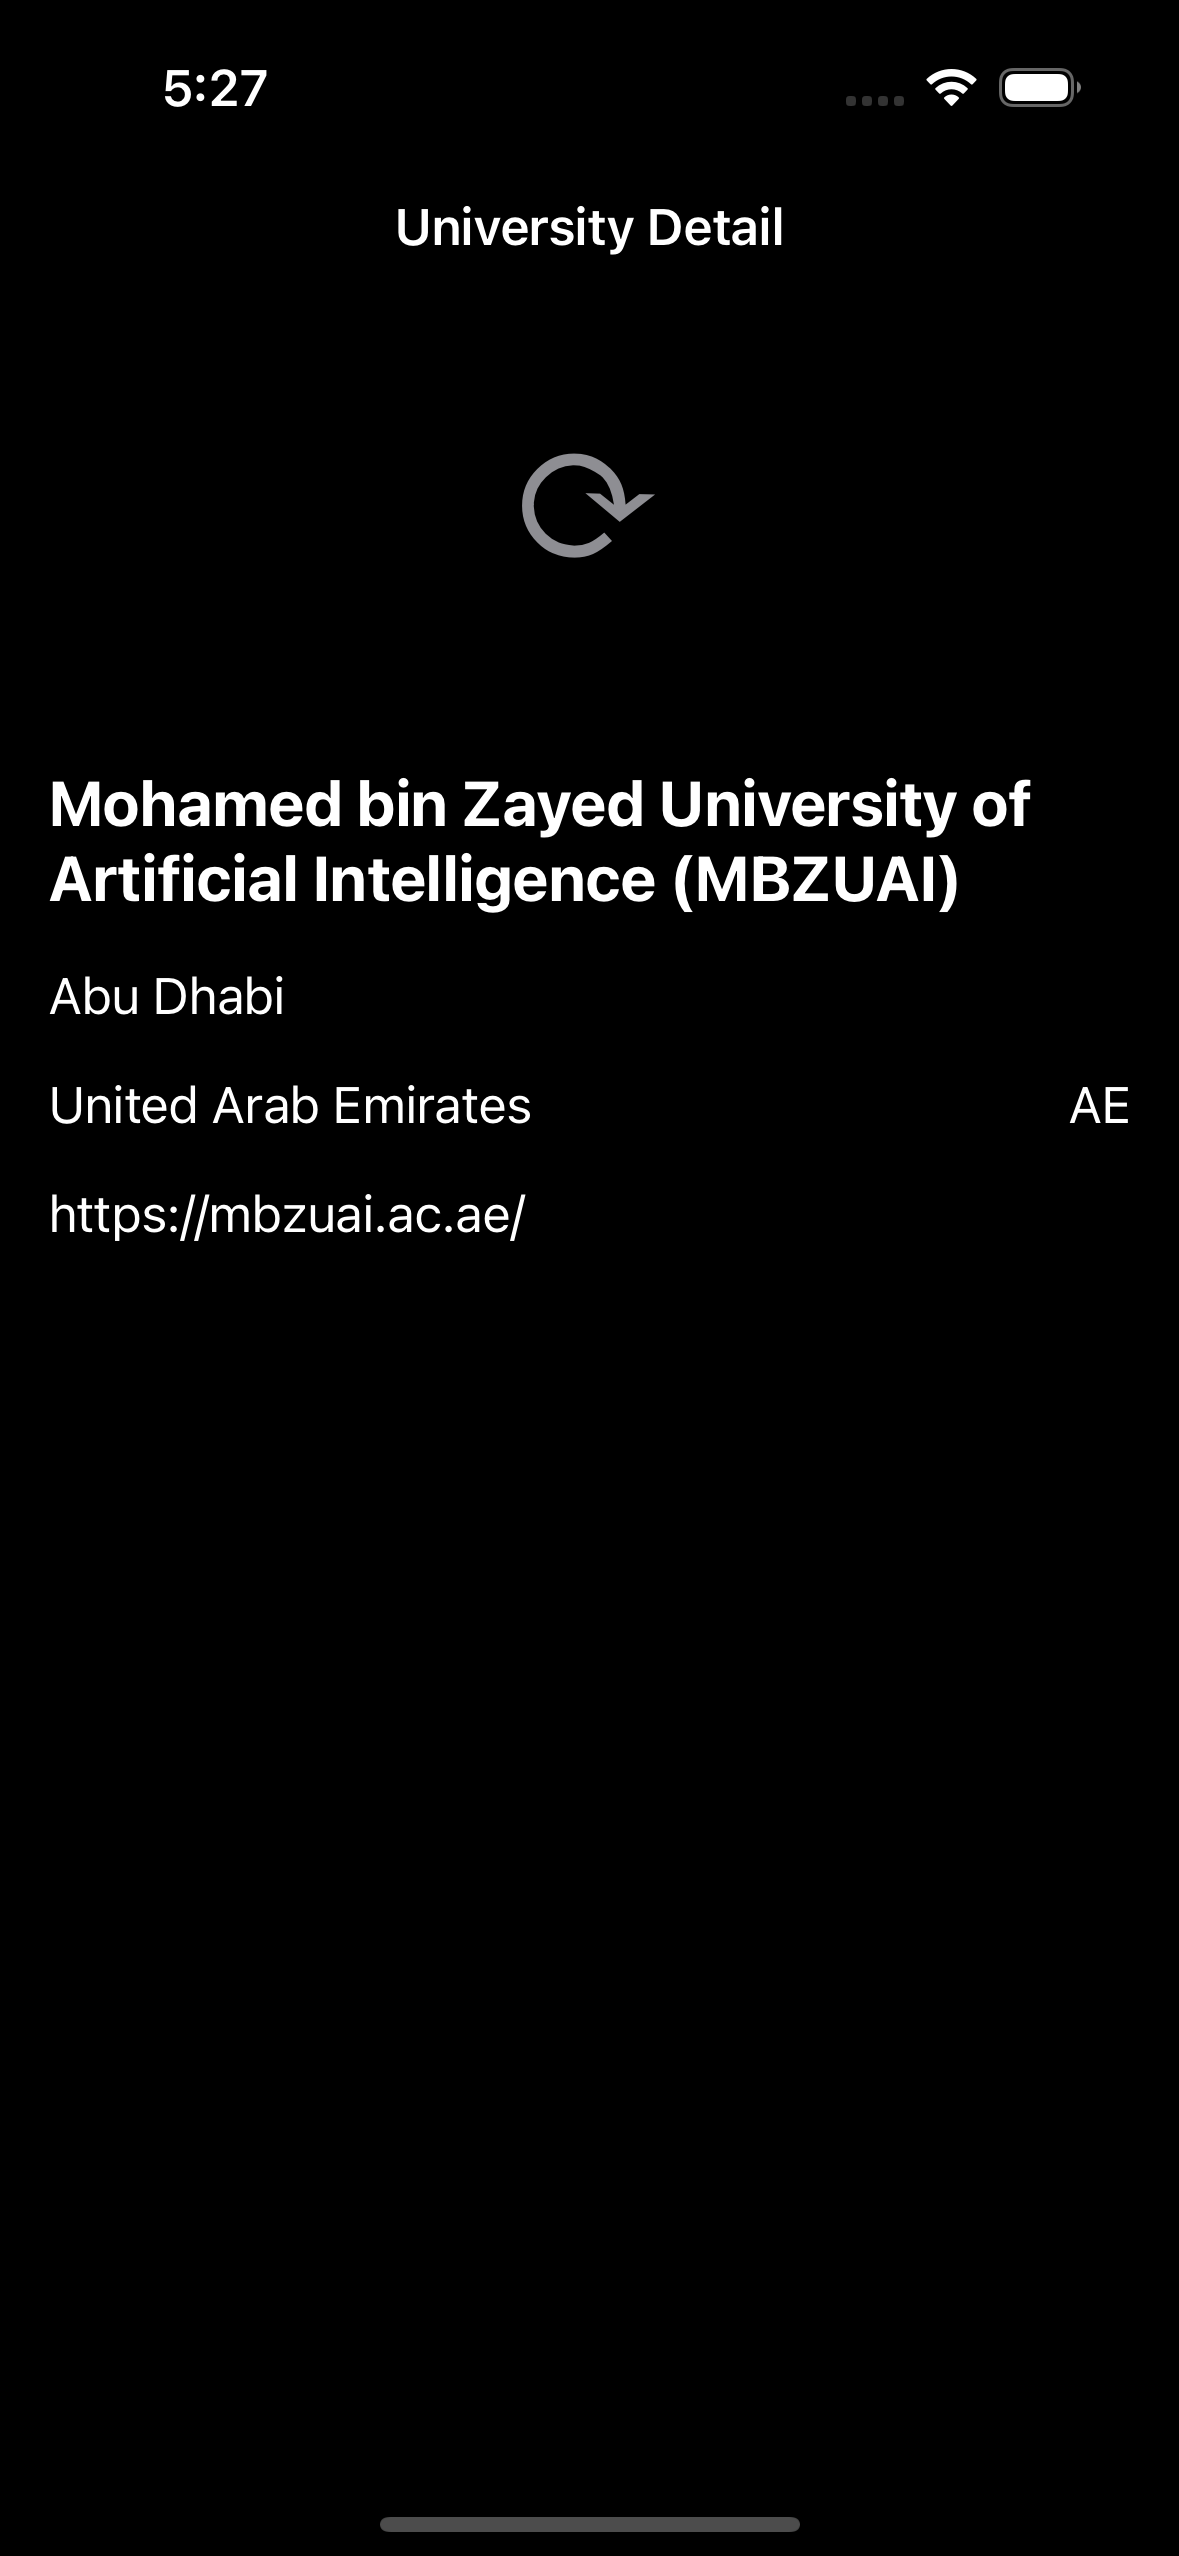 5:27
University Detail
Mohamed bin Zayed University of
Artificial Intelligence (MBZUAI)
Abu Dhabi
United Arab Emirates AE
https://mbzuai.ac.ae/